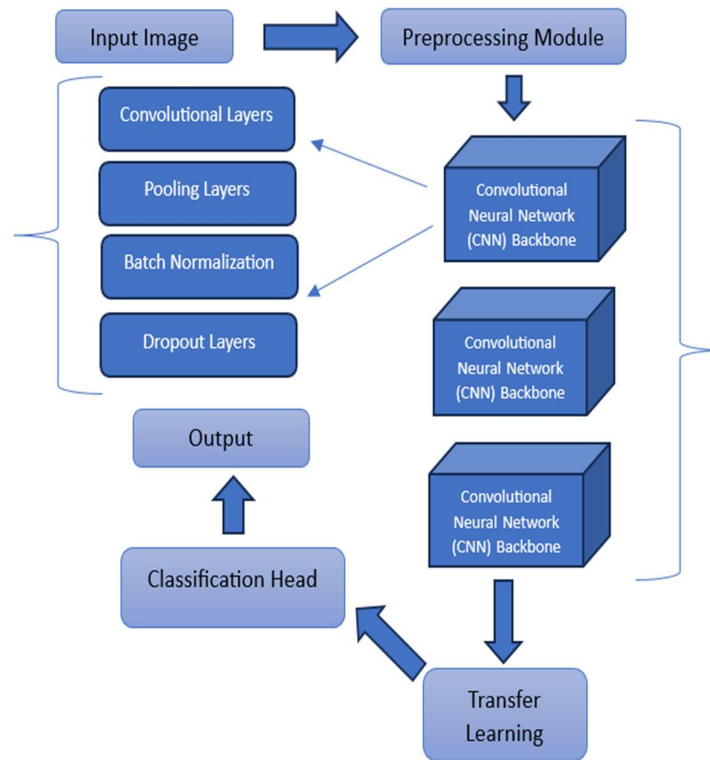 Input Image
Preprocessing Module
Convolutional Layers
Pooling Layers
Batch Normalization
Dropout Layers
Convolutional
Neural Network
(CNN) Backbone
Convolutional
Neural Network
(CNN) Backbone
Convolutional
Neural Network
(CNN) Backbone
Transfer
Learning
Classification Head
Output